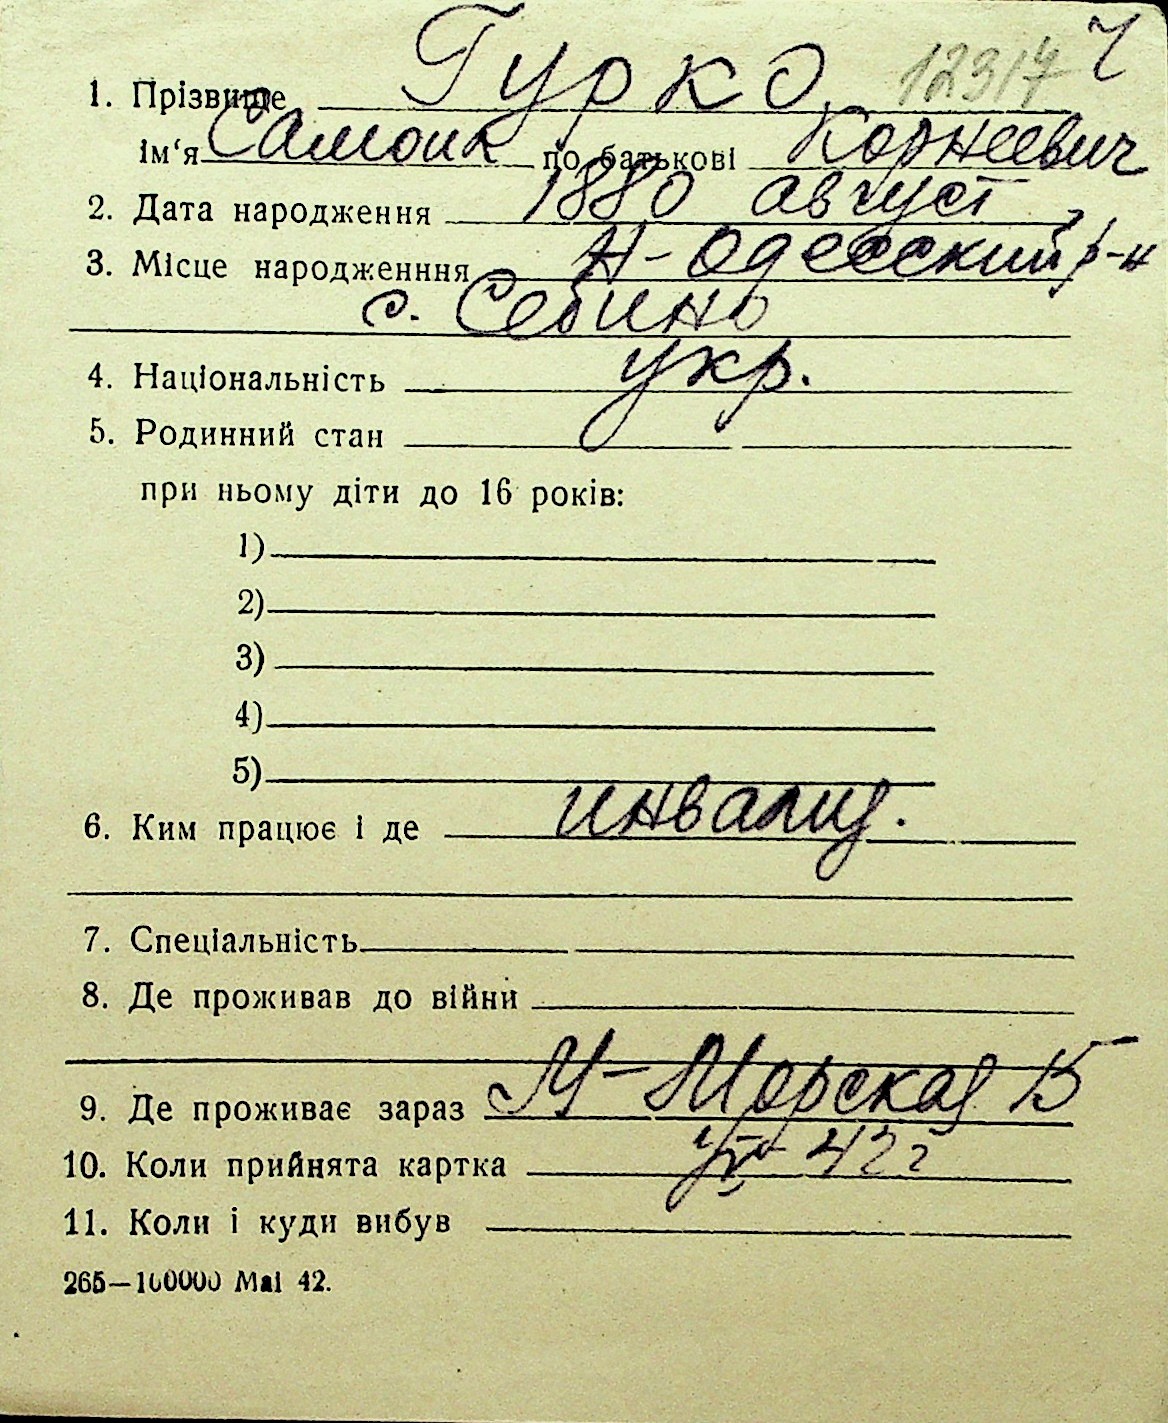 12317 Ч
1. Прізвище Гурко
ім‘я Самоик по батькові Корнеевич
2. Дата народження 1880 август
3. Місце народженння Н-Одесский р-н
с. Себино
4. Національність укр.
5. Родинний стан
при ньому діти до 16 років:
1)
2)
3)
4)
5)
6. Ким працює і де инвалид.
7. Спеціальність
8. Де проживав до війни
9. Де проживає зараз М-Морская 15
10. Коли прийнята картка 42 г
11. Коли і куди вибув
265—100000 Маі 42.